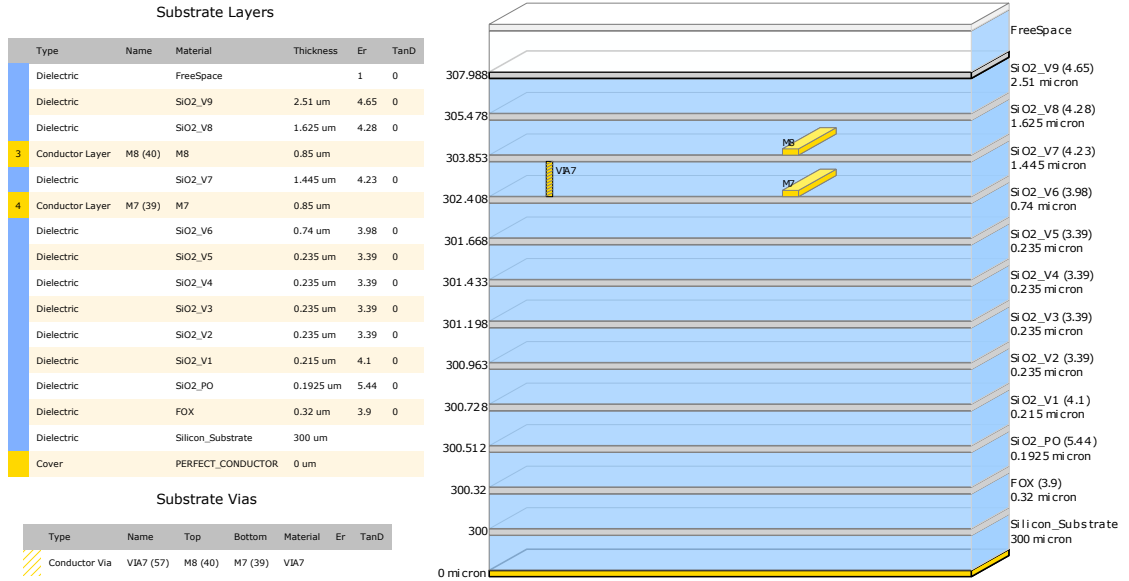 Substrate Layers
Type Name Material Thickness Er TanD
Dielectric FreeSpace 1 0
Dielectric SiO2_V9 2.51 um 4.65 0
Dielectric SiO2_V8 1.625 um 4.28 0
3 Conductor Layer M8 (40) M8 0.85 um
Dielectric SiO2_V7 1.445 um 4.23 0
4 Conductor Layer M7 (39) M7 0.85 um
Dielectric SiO2_V6 0.74 um 3.98 0
Dielectric SiO2_V5 0.235 um 3.39 0
Dielectric SiO2_V4 0.235 um 3.39 0
Dielectric SiO2_V3 0.235 um 3.39 0
Dielectric SiO2_V2 0.235 um 3.39 0
Dielectric SiO2_V1 0.215 um 4.1 0
Dielectric SiO2_PO 0.1925 um 5.44 0
Dielectric FOX 0.32 um 3.9 0
Dielectric Silicon_Substrate 300 um
Cover PERFECT_CONDUCTOR 0 um
Substrate Vias
Type Name Top Bottom Material Er TanD
Conductor Via VIA7 (57) M8 (40) M7 (39) VIA7
FreeSpace
307.988
SiO2_V9 (4.65)
2.51 micron
305.478
SiO2_V8 (4.28)
1.625 micron
M8
303.853
SiO2_V7 (4.23)
1.445 micron
VIA7
M7
302.408
SiO2_V6 (3.98)
0.74 micron
301.668
SiO2_V5 (3.39)
0.235 micron
301.433
SiO2_V4 (3.39)
0.235 micron
301.198
SiO2_V3 (3.39)
0.235 micron
300.963
SiO2_V2 (3.39)
0.235 micron
300.728
SiO2_V1 (4.1)
0.215 micron
300.512
SiO2_PO (5.44)
0.1925 micron
300.32
FOX (3.9)
0.32 micron
300
Silicon_Substrate
300 micron
0 micron